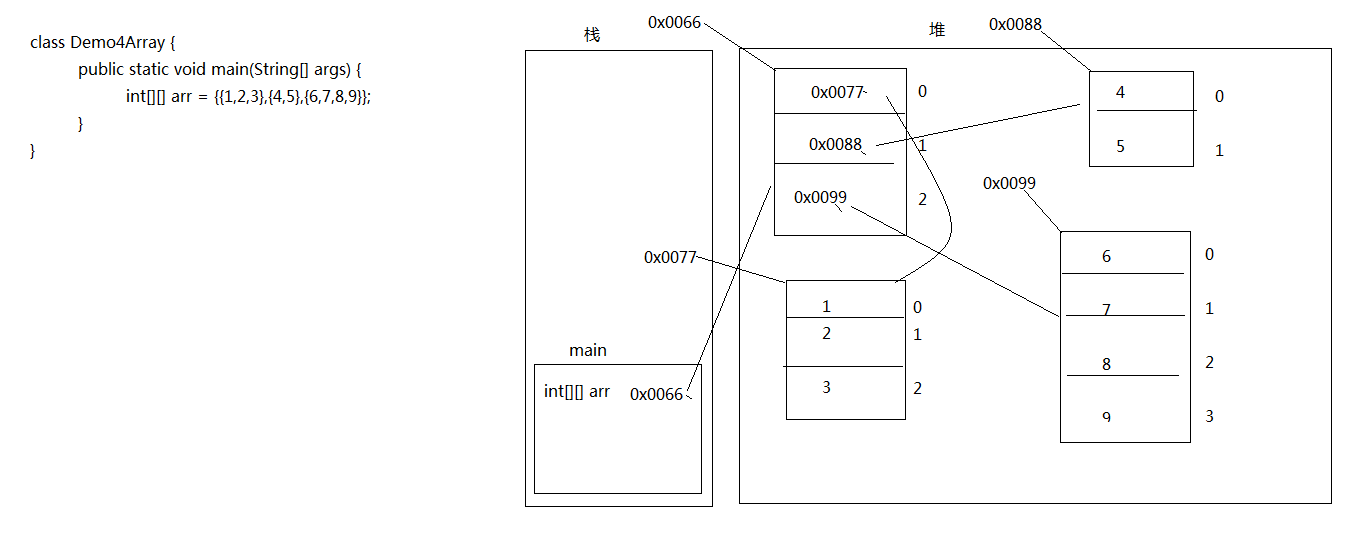 class Demo4Array {
public static void main(String[] args) {
int[][] arr = {{1,2,3},{4,5},{6,7,8,9}};
}
}
栈
0x0066
堆
0x0088
0x0077
0
0x0088
1
0x0099
2
4
0
5
1
0x0099
6
0
7
1
8
2
9
3
0x0077
1
0
2
1
3
2
main
int[][] arr 0x0066